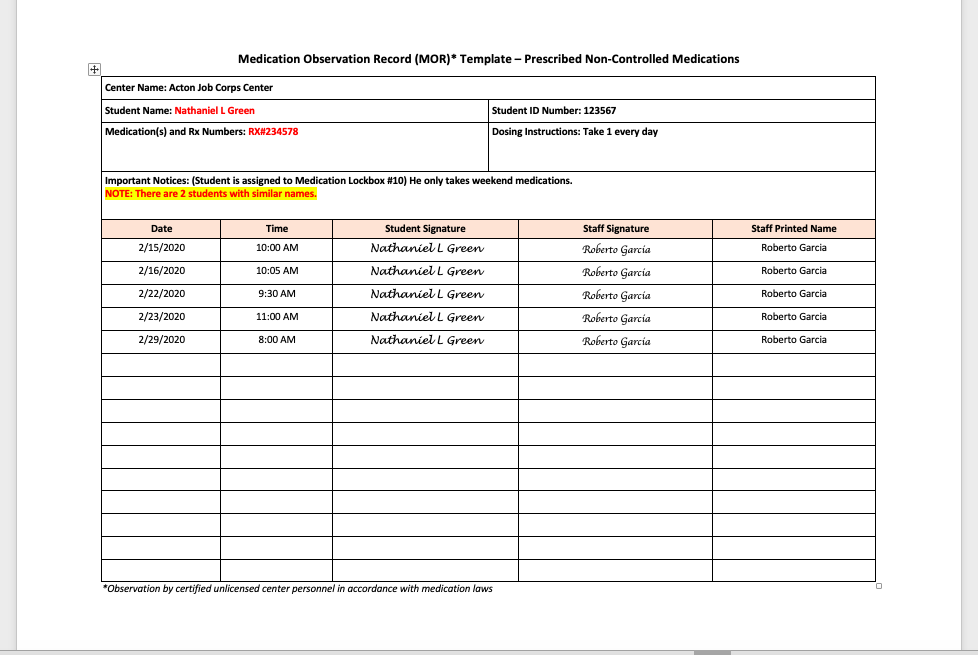 Medication Observation Record (MOR)* Template – Prescribed Non-Controlled Medications
Center Name: Acton Job Corps Center
Student Name: Nathaniel L Green Student ID Number: 123567
Medication(s) and Rx Numbers: RX#234578 Dosing Instructions: Take 1 every day
Important Notices: (Student is assigned to Medication Lockbox #10) He only takes weekend medications.
NOTE: There are 2 students with similar names.
Date Time Student Signature Staff Signature Staff Printed Name
2/15/2020 10:00 AM Nathaniel L Green Roberto Garcia Roberto Garcia
2/16/2020 10:05 AM Nathaniel L Green Roberto Garcia Roberto Garcia
2/22/2020 9:30 AM Nathaniel L Green Roberto Garcia Roberto Garcia
2/23/2020 11:00 AM Nathaniel L Green Roberto Garcia Roberto Garcia
2/29/2020 8:00 AM Nathaniel L Green Roberto Garcia Roberto Garcia
*Observation by certified unlicensed center personnel in accordance with medication laws